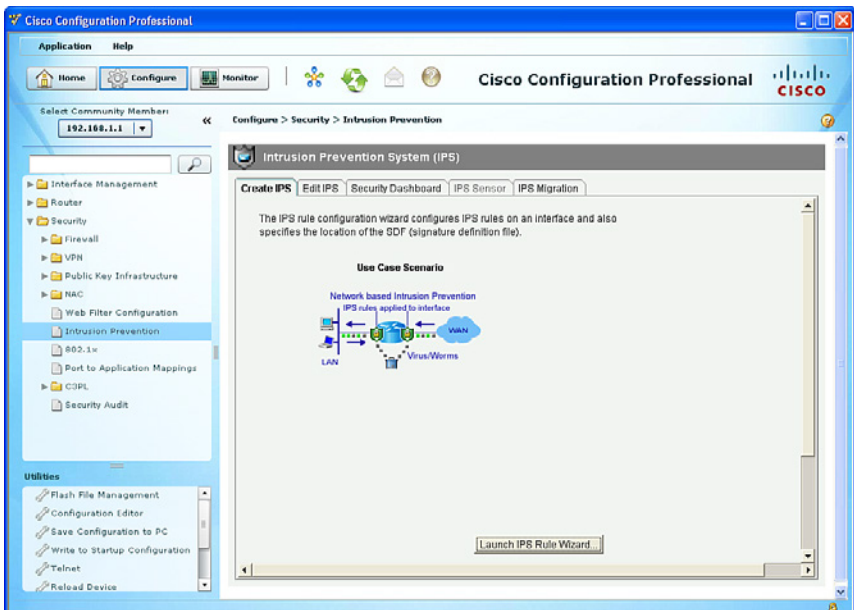 Cisco Configuration Professional
Application Help
Home Configure Monitor Cisco Configuration Professional CISCO
Select Community Member:
192.168.1.1
Configure > Security > Intrusion Prevention
Intrusion Prevention System (IPS)
Create IPS Edit IPS Security Dashboard IPS Sensor IPS Migration
The IPS rule configuration wizard configures IPS rules on an interface and also
specifies the location of the SDF (signature definition file).
Use Case Scenario
Network based Intrusion Prevention
IPS rules applied to interface
WAN
LAN
Virus/Worms
Launch IPS Rule Wizard...
Interface Management
Router
Security
Firewall
VPN
Public Key Infrastructure
NAC
Web Filter Configuration
Intrusion Prevention
802.1x
Port to Application Mappings
C3PL
Security Audit
Utilities
Flash File Management
Configuration Editor
Save Configuration to PC
Write to Startup Configuration
Telnet
Reload Device